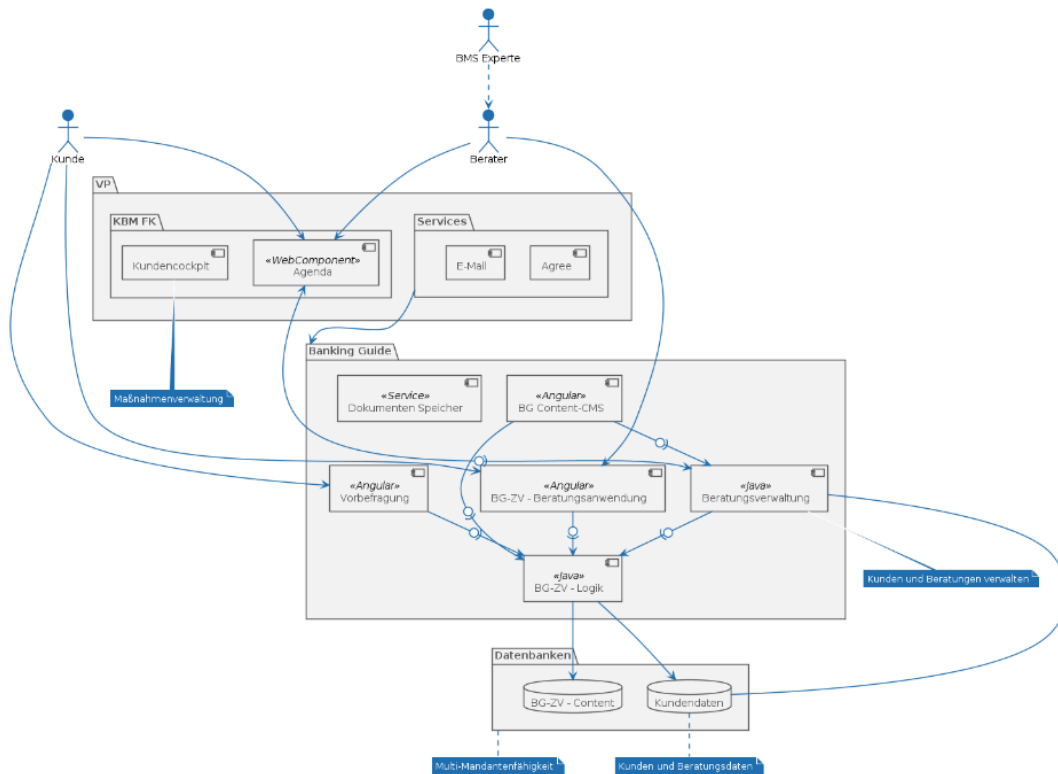 BMS Experte
Kunde
Berater
VP
KBM FK
Services
Kundencockpit
«WebComponent»
Agenda
E-Mail
Agree
Banking Guide
Maßnahmenverwaltung
«Service»
Dokumenten Speicher
«Angular»
BG Content-CMS
«Angular»
Vorbefragung
«Angular»
BG-ZV - Beratungsanwendung
«Java»
Beratungsverwaltung
«Java»
BG-ZV - Logik
Kunden und Beratungen verwalten
Datenbanken
BG-ZV - Content
Kundendaten
Multi-Mandantenfähigkeit
Kunden und Beratungsdaten